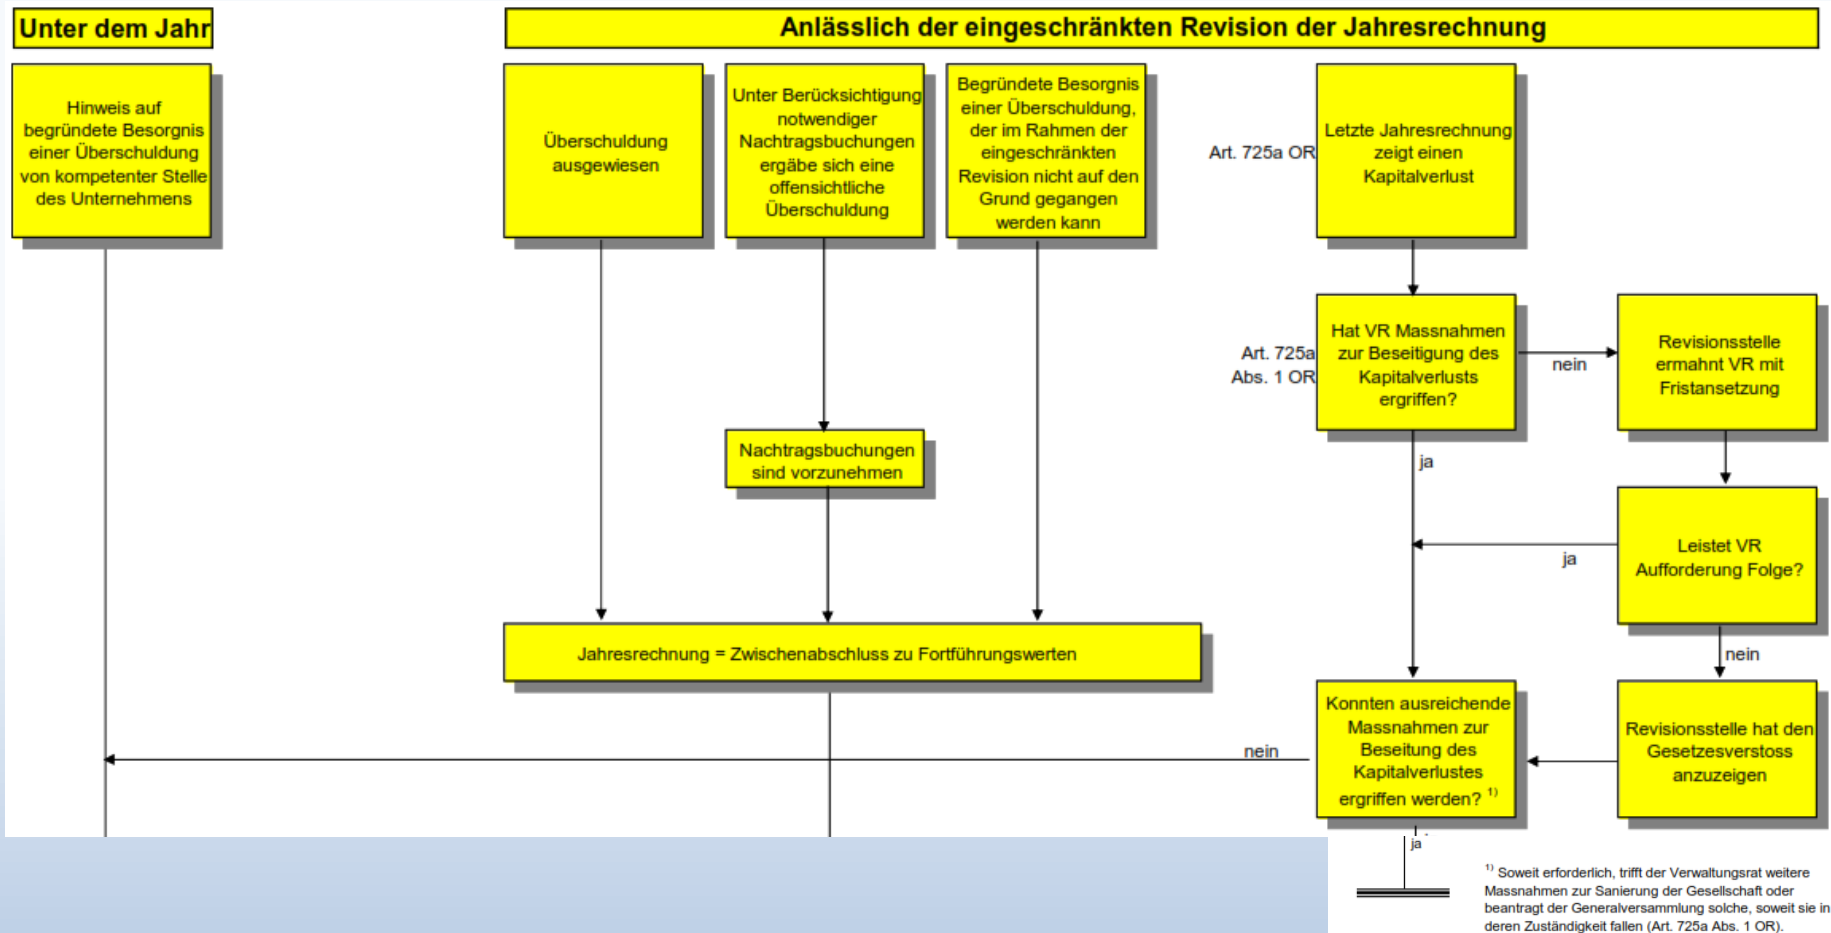 Unter dem Jahr
Anlässlich der eingeschränkten Revision der Jahresrechnung
Hinweis auf
begründete Besorgnis
einer Überschuldung
von kompetenter Stelle
des Unternehmens
Überschuldung
ausgewiesen
Unter Berücksichtigung
notwendiger
Nachtragsbuchungen
ergäbe sich eine
offensichtliche
Überschuldung
Begründete Besorgnis
einer Überschuldung,
der im Rahmen der
eingeschränkten
Revision nicht auf den
Grund gegangen
werden kann
Art. 725a OR
Letzte Jahresrechnung
zeigt einen
Kapitalverlust
Art. 725a
Abs. 1 OR
Hat VR Massnahmen
zur Beseitigung des
Kapitalverlusts
ergriffen?
nein
Revisionsstelle
ermahnt VR mit
Fristansetzung
Nachtragsbuchungen
sind vorzunehmen
ja
Leistet VR
Aufforderung Folge?
ja
nein
Jahresrechnung = Zwischenabschluss zu Fortführungswerten
Konnten ausreichende
Massnahmen zur
Beseitung des
Kapitalverlustes
ergriffen werden? 1)
Revisionsstelle hat den
Gesetzesverstoss
anzuzeigen
nein
ja
1) Soweit erforderlich, trifft der Verwaltungsrat weitere
Massnahmen zur Sanierung der Gesellschaft oder
beantragt der Generalversammlung solche, soweit sie in
deren Zuständigkeit fallen (Art. 725a Abs. 1 OR).